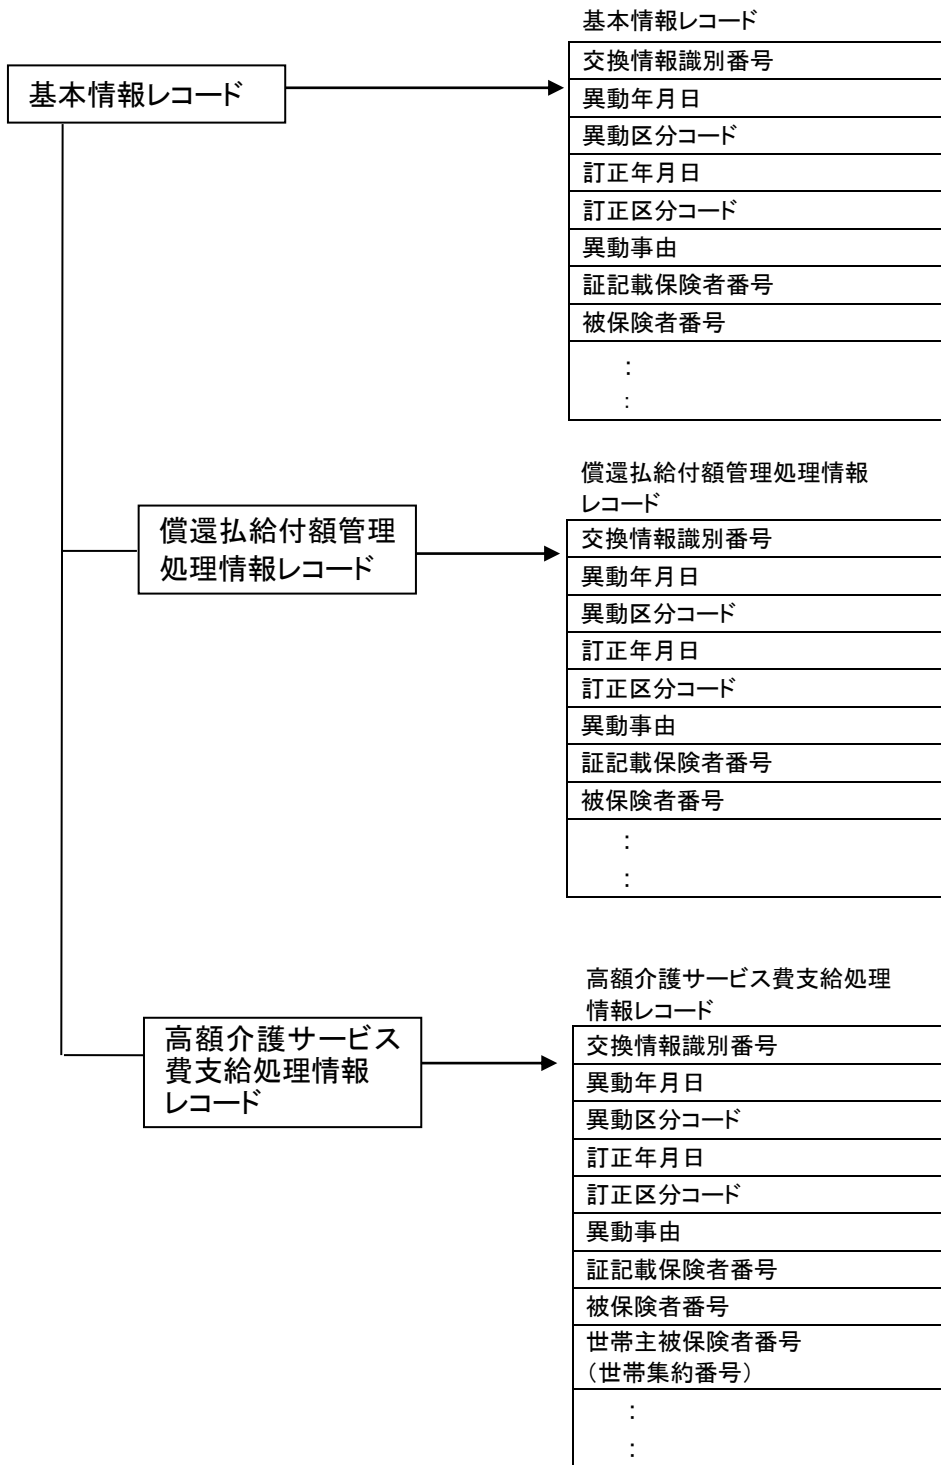 基本情報レコード
基本情報レコード
交換情報識別番号
異動年月日
異動区分コード
訂正年月日
訂正区分コード
異動事由
証記載保険者番号
被保険者番号
:
:
償還払給付額管理
処理情報レコード
償還払給付額管理処理情報
レコード
交換情報識別番号
異動年月日
異動区分コード
訂正年月日
訂正区分コード
異動事由
証記載保険者番号
被保険者番号
:
:
高額介護サービス
費支給処理情報
レコード
高額介護サービス費支給処理
情報レコード
交換情報識別番号
異動年月日
異動区分コード
訂正年月日
訂正区分コード
異動事由
証記載保険者番号
被保険者番号
世帯主被保険者番号
（世帯集約番号）
:
: